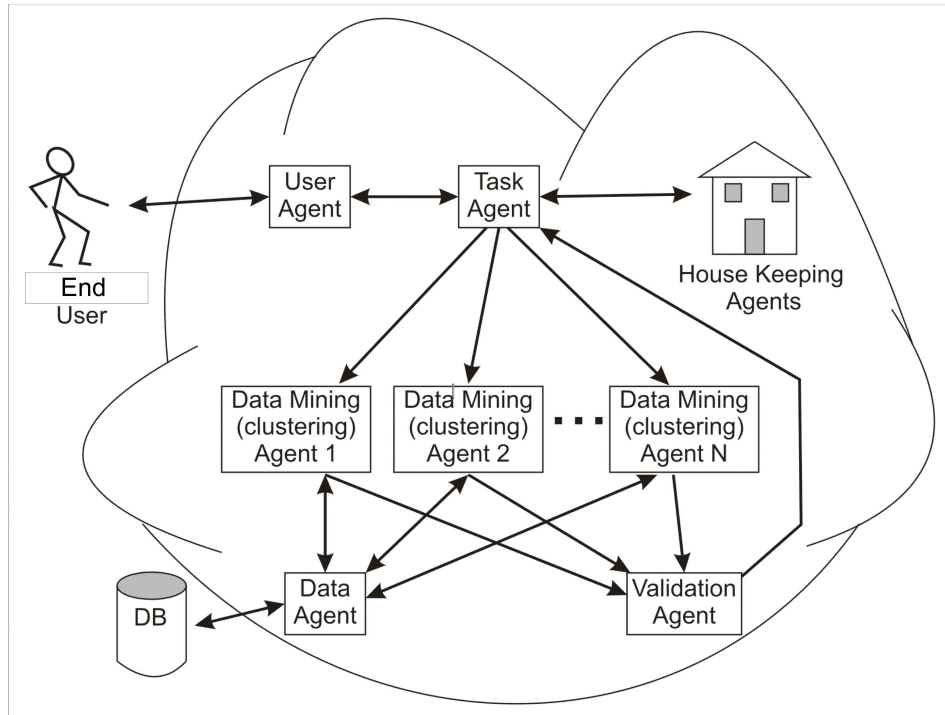 User
Agent
Task
Agent
End
User
House Keeping
Agents
Data Mining
(clustering)
Agent 1
Data Mining
(clustering)
Agent 2
Data Mining
(clustering)
Agent N
DB
Data
Agent
Validation
Agent